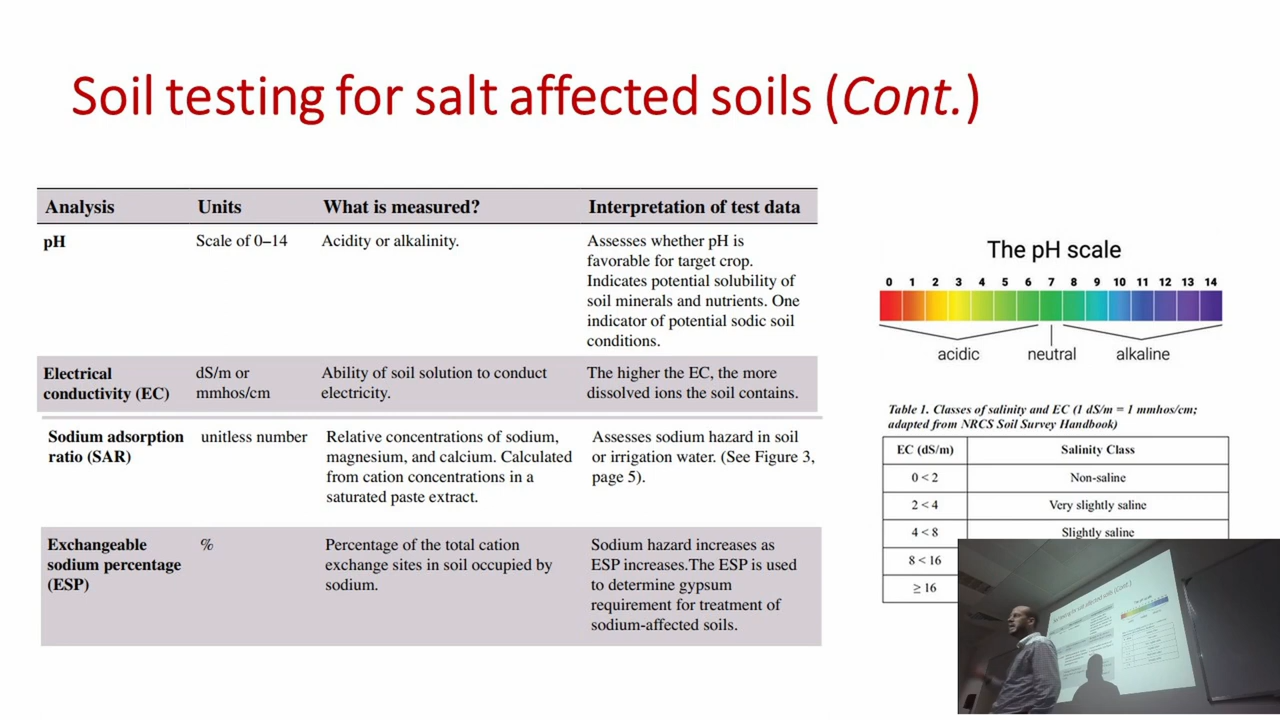 Soil testing for salt affected soils (Cont.)
Analysis Units What is measured? Interpretation of test data
pH Scale of 0–14 Acidity or alkalinity. Assesses whether pH is
favorable for target crop.
Indicates potential solubility of
soil minerals and nutrients. One
indicator of potential sodic soil
conditions.
Electrical dS/m or Ability of soil solution to conduct The higher the EC, the more
conductivity (EC) mmhos/cm electricity. dissolved ions the soil contains.
Sodium adsorption unitless number Relative concentrations of sodium, Assesses sodium hazard in soil
ratio (SAR) magnesium, and calcium. Calculated or irrigation water. (See Figure 3,
from cation concentrations in a page 5).
saturated paste extract.
Exchangeable % Percentage of the total cation Sodium hazard increases as
sodium percentage exchange sites in soil occupied by ESP increases.The ESP is used
(ESP) sodium. to determine gypsum
requirement for treatment of
sodium-affected soils.
The pH scale
0 1 2 3 4 5 6 7 8 9 10 11 12 13 14
acidic neutral alkaline
Table 1. Classes of salinity and EC (1 dS/m = 1 mmhos/cm;
adapted from NRCS Soil Survey Handbook)
EC (dS/m) Salinity Class
0 < 2 Non-saline
2 < 4 Very slightly saline
4 < 8 Slightly saline
8 < 16
≥ 16